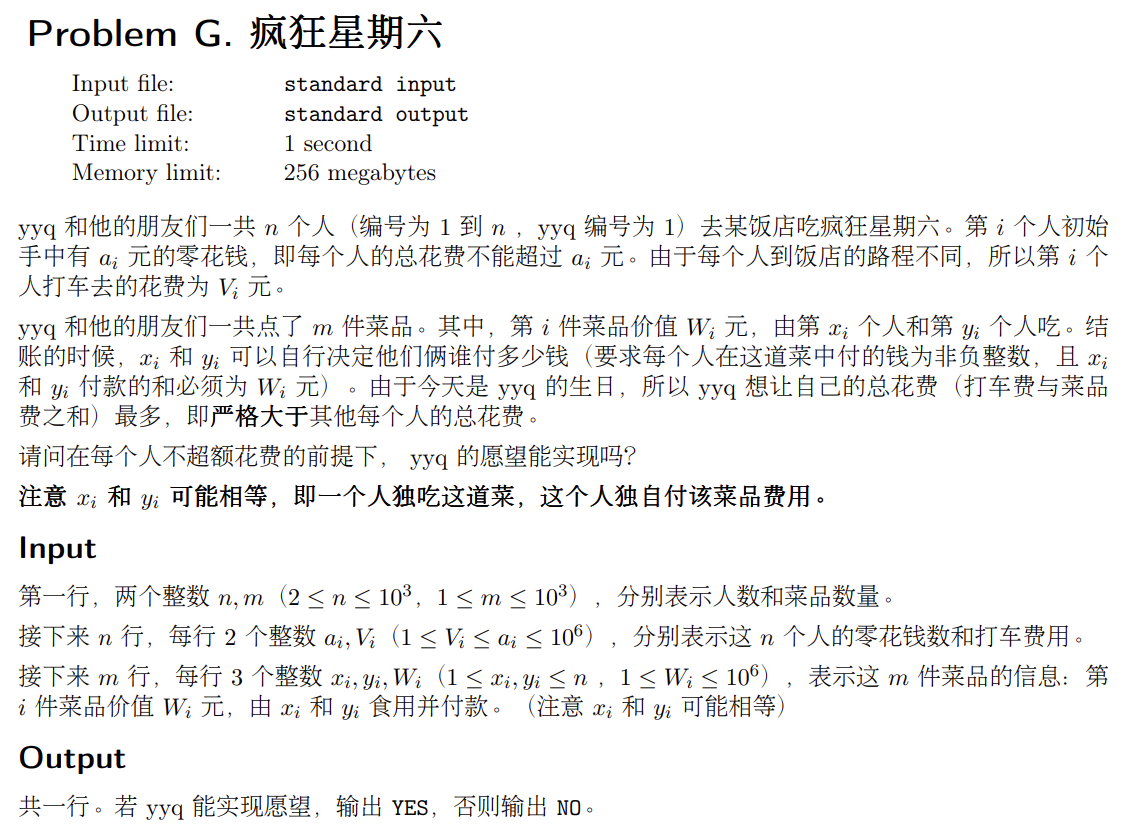 Problem G. 疯狂星期六
Input file: standard input
Output file: standard output
Time limit: 1 second
Memory limit: 256 megabytes
yyq 和他的朋友们一共 n 个人（编号为 1 到 n ，yyq 编号为 1）去某饭店吃疯狂星期六。第 i 个人初始
手中有 a_i 元的零花钱，即每个人的总花费不能超过 a_i 元。由于每个人到饭店的路程不同，所以第 i 个
人打车去的花费为 V_i 元。
yyq 和他的朋友们一共点了 m 件菜品。其中，第 i 件菜品价值 W_i 元，由第 x_i 个人和第 y_i 个人吃。结
账的时候，x_i 和 y_i 可以自行决定他们俩谁付多少钱（要求每个人在这道菜中付的钱为非负整数，且 x_i
和 y_i 付款的和必须为 W_i 元）。由于今天是 yyq 的生日，所以 yyq 想让自己的总花费（打车费与菜品
费之和）最多，即严格大于其他每个人的总花费。
请问在每个人不超额花费的前提下， yyq 的愿望能实现吗？
注意 x_i 和 y_i 可能相等，即一个人独吃这道菜，这个人独自付该菜品费用。
Input
第一行，两个整数 n, m（2 ≤ n ≤ 10^3，1 ≤ m ≤ 10^3），分别表示人数和菜品数量。
接下来 n 行，每行 2 个整数 a_i, V_i（1 ≤ V_i ≤ a_i ≤ 10^6），分别表示这 n 个人的零花钱数和打车费用。
接下来 m 行，每行 3 个整数 x_i, y_i, W_i（1 ≤ x_i, y_i ≤ n ，1 ≤ W_i ≤ 10^6），表示这 m 件菜品的信息：第
i 件菜品价值 W_i 元，由 x_i 和 y_i 食用并付款。（注意 x_i 和 y_i 可能相等）
Output
共一行。若 yyq 能实现愿望，输出 YES，否则输出 NO。